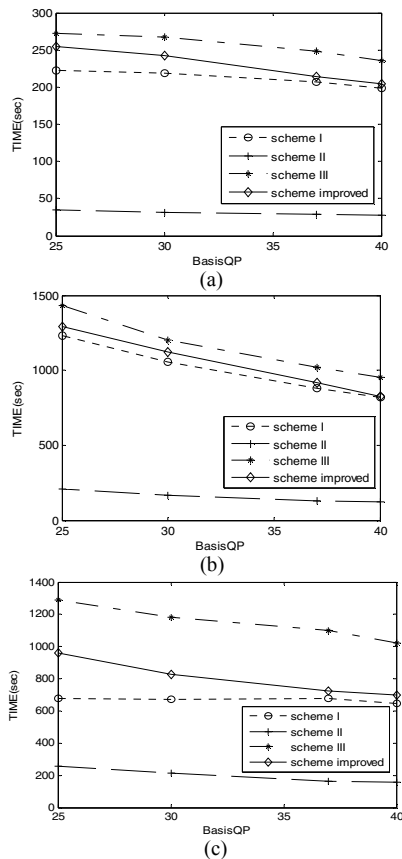 300
250
200
150
100
50
0
TIME(sec)
scheme I
scheme II
scheme III
scheme improved
25 30 35 40
BasisQP
(a)
1500
1000
500
0
TIME(sec)
scheme I
scheme II
scheme III
scheme improved
25 30 35 40
BasisQP
(b)
1400
1200
1000
800
600
400
200
0
TIME(sec)
scheme I
scheme II
scheme III
scheme improved
25 30 35 40
BasisQP
(c)